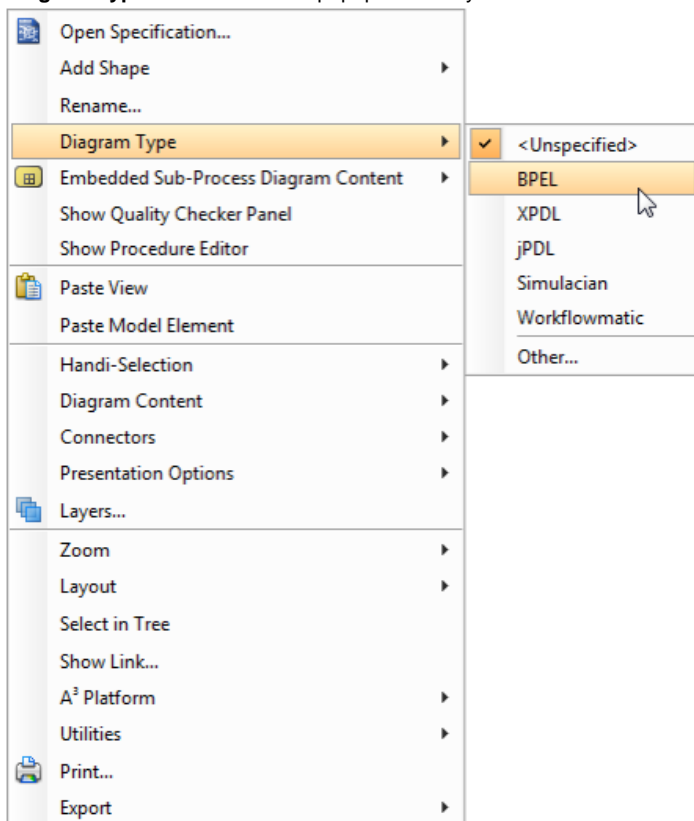 Open Specification...
Add Shape
Rename...
Diagram Type
<Unspecified>
Embedded Sub-Process Diagram Content
BPEL
Show Quality Checker Panel
XPDL
Show Procedure Editor
jPDL
Paste View
Simulacian
Paste Model Element
Workflowmatic
Handi-Selection
Other...
Diagram Content
Connectors
Presentation Options
Layers...
Zoom
Layout
Select in Tree
Show Link...
A³ Platform
Utilities
Print...
Export